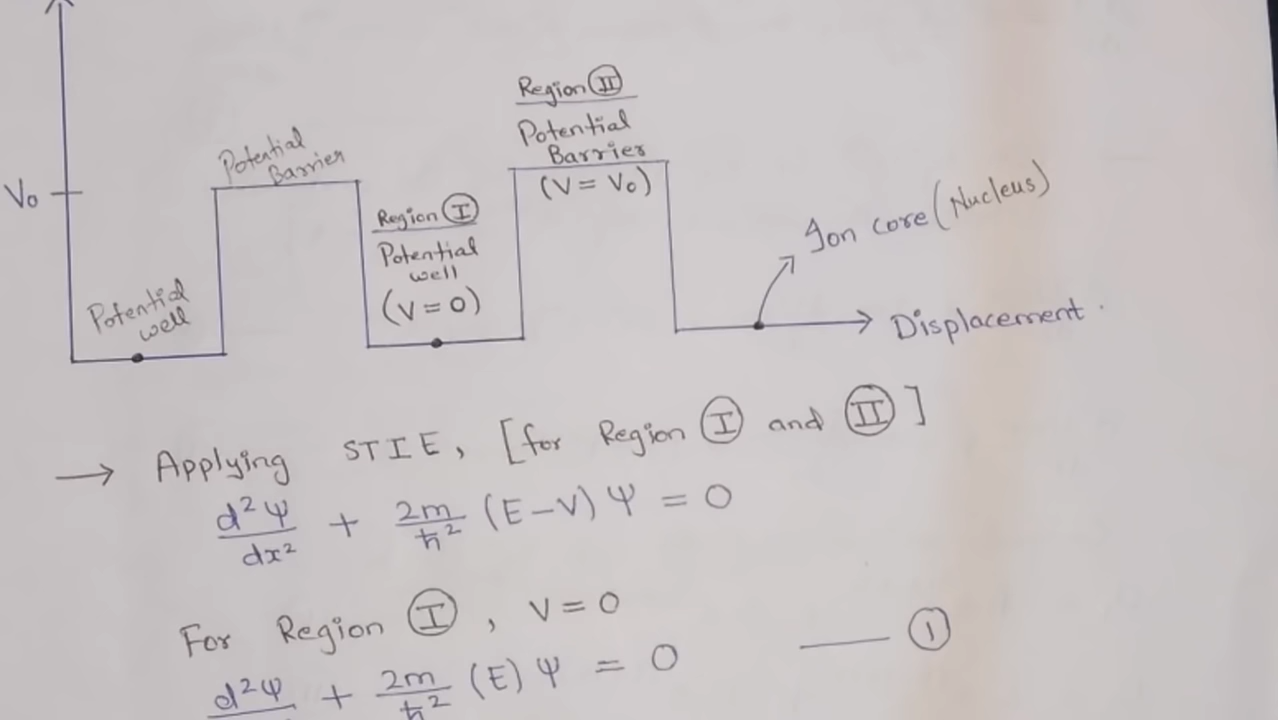 Region Ⓘ Ⓘ
Potential
Barrier
(V = V₀)
Potential
Barrier
V₀
Region Ⓘ
Potential
well
(V = 0)
Potential
well
Ion core (Nucleus)
Displacement.
→ Applying STIE, [for Region Ⓘ and ⒾⒾ]
d²Ψ/dx² + 2m/ħ² (E-V) Ψ = 0
For Region Ⓘ, V = 0
d²Ψ + 2m/ħ² (E) Ψ = 0 —— ①